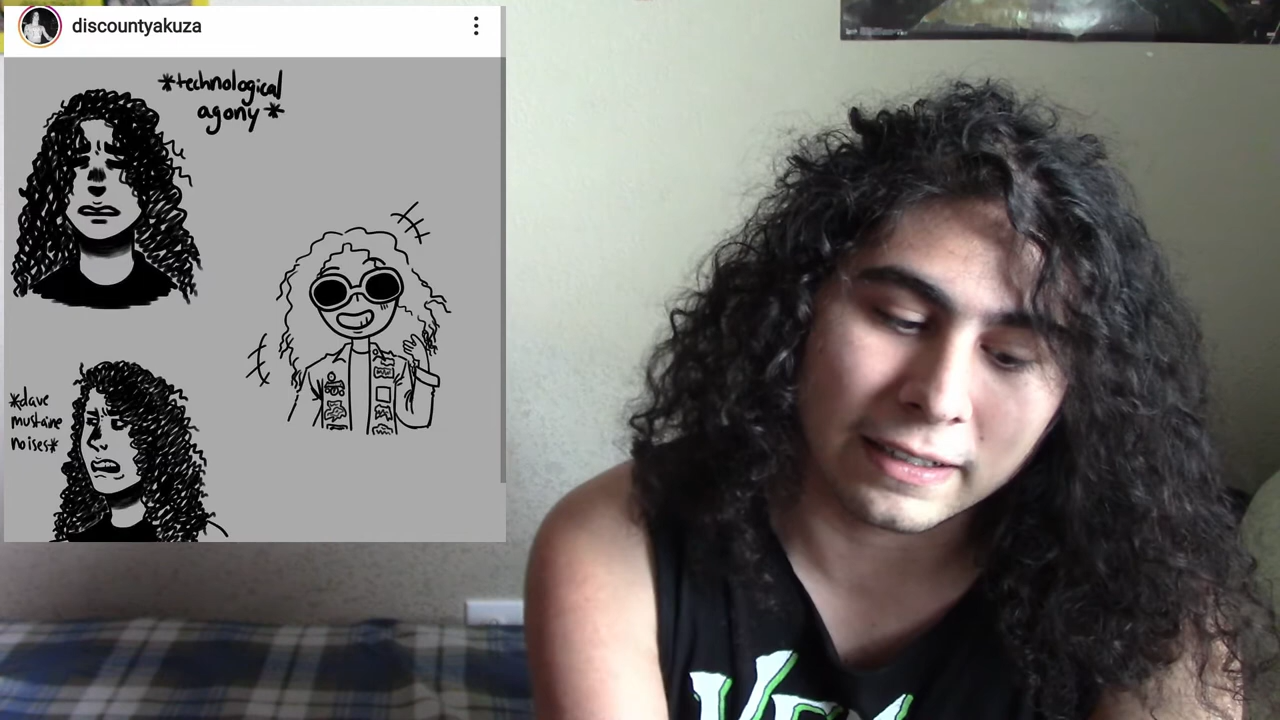 discountyakuza
*technological
agony*
*dave
mustaine
noises*